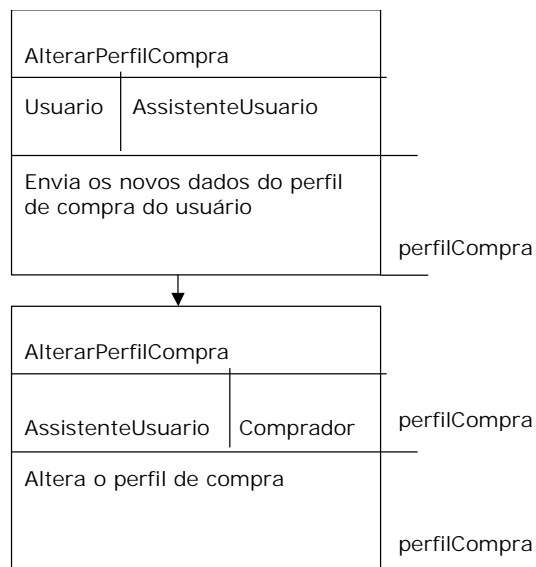 AlterarPerfilCompra
Usuario AssistenteUsuario
Envia os novos dados do perfil
de compra do usuário
perfilCompra
AlterarPerfilCompra
AssistenteUsuario Comprador
perfilCompra
Altera o perfil de compra
perfilCompra